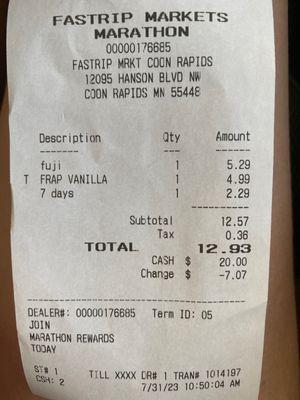 FASTRIP MARKETS
MARATHON
00000176685
FASTRIP MRKT COON RAPIDS
12095 HANSON BLVD NW
COON RAPIDS MN 55448
Description Qty Amount
fuji 1 5.29
T FRAP VANILLA 1 4.99
7 days 1 2.29
Subtotal 12.57
Tax 0.36
TOTAL 12.93
CASH $ 20.00
Change $ -7.07
DEALER#: 00000176685 Term ID: 05
JOIN
MARATHON REWARDS
TODAY
ST# 1 TILL XXXX DR# 1 TRAN# 1014197
CSH: 2 7/31/23 10:50:04 AM